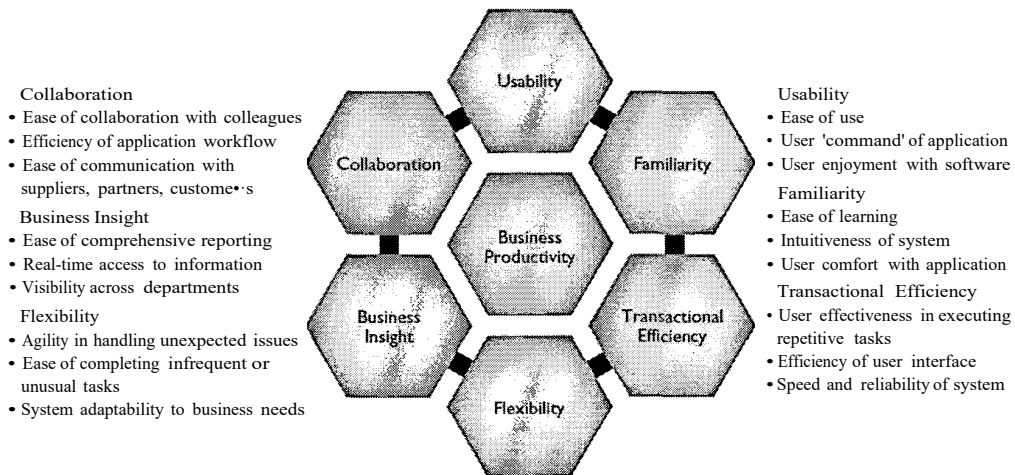 Collaboration
• Ease of collaboration with colleagues
• Efficiency of application workflow
• Ease of communication with
suppliers, partners, custome•·s
Business Insight
• Ease of comprehensive reporting
• Real-time access to information
• Visibility across departments
Flexibility
• Agility in handling unexpected issues
• Ease of completing infrequent or
unusual tasks
• System adaptability to business needs
Usability
Collaboration
Familiarity
Business
Productivity
Business
Insight
Transactional
Efficiency
Flexibility
Usability
• Ease of use
• User 'command' of application
• User enjoyment with software
Familiarity
• Ease of learning
• Intuitiveness of system
• User comfort with application
Transactional Efficiency
• User effectiveness in executing
repetitive tasks
• Efficiency of user interface
• Speed and reliability of system